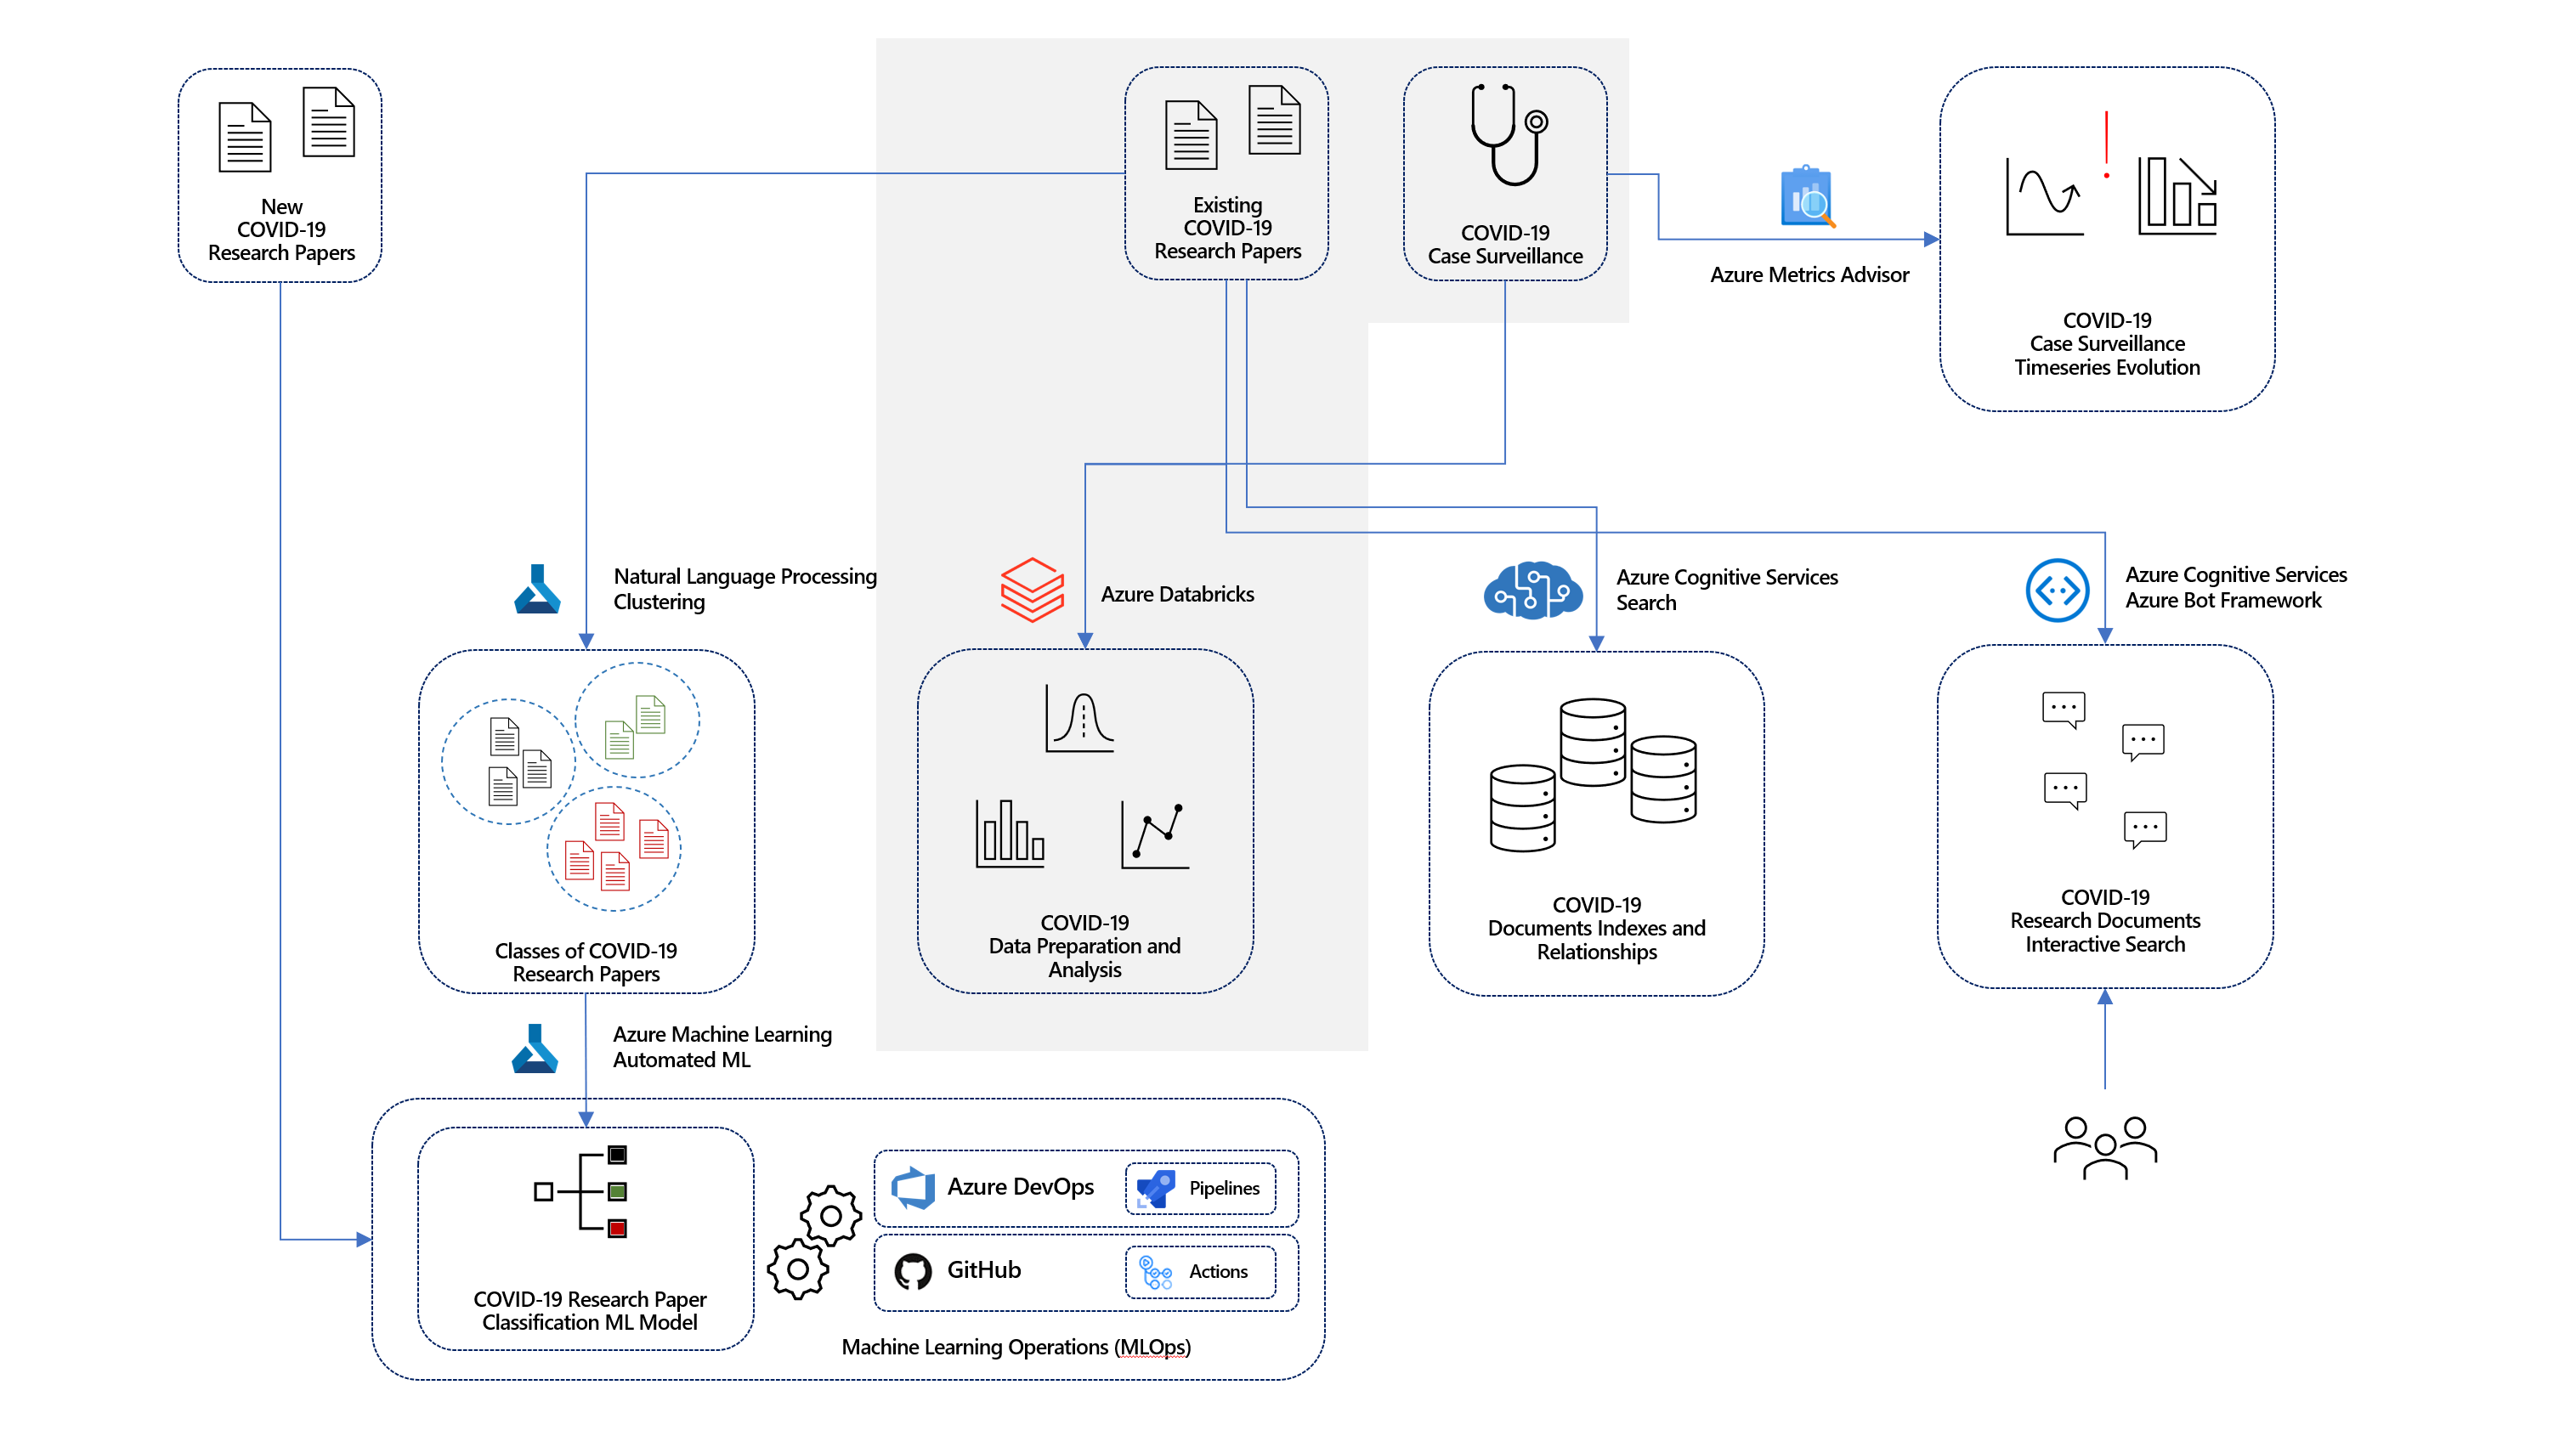 New
COVID-19
Research Papers
Existing
COVID-19
Research Papers
COVID-19
Case Surveillance
Azure Metrics Advisor
COVID-19
Case Surveillance
Timeseries Evolution
Natural Language Processing
Clustering
Azure Databricks
Azure Cognitive Services
Search
Azure Cognitive Services
Azure Bot Framework
Classes of COVID-19
Research Papers
COVID-19
Data Preparation and
Analysis
COVID-19
Documents Indexes and
Relationships
COVID-19
Research Documents
Interactive Search
Azure Machine Learning
Automated ML
COVID-19 Research Paper
Classification ML Model
Azure DevOps
Pipelines
GitHub
Actions
Machine Learning Operations (MLOps)